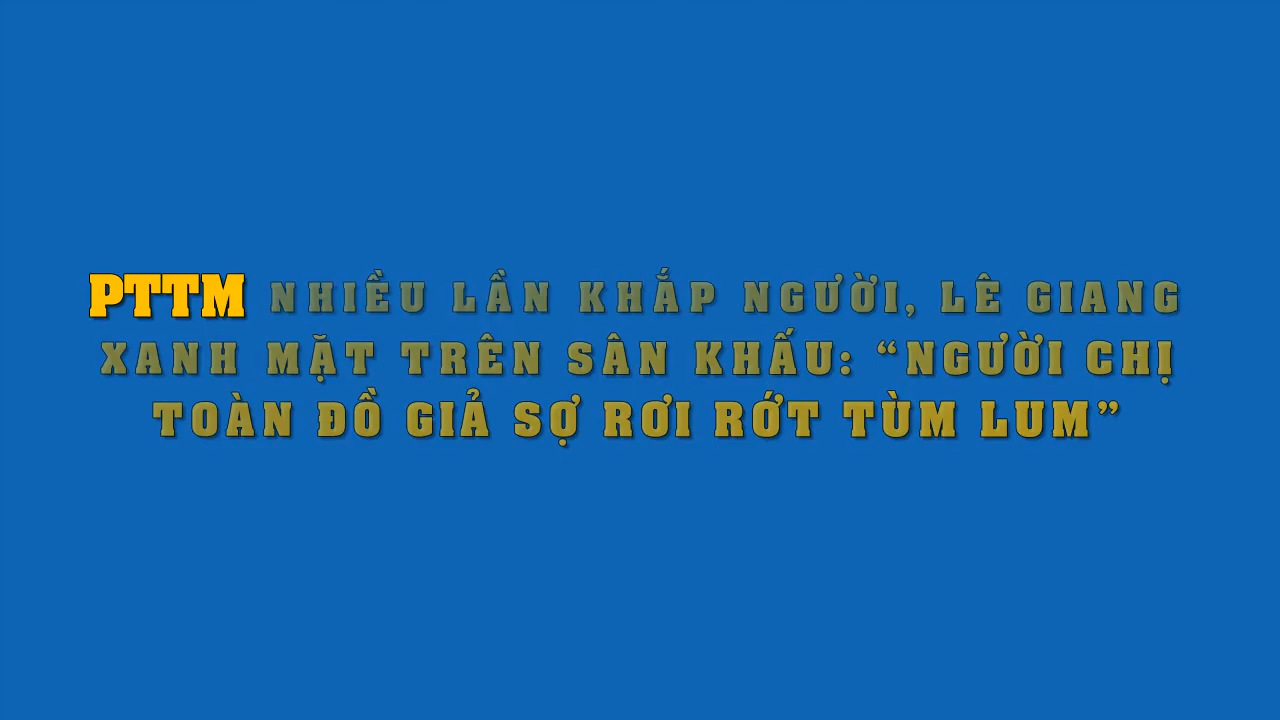 PTTM NHIỀU LẦN KHẮP NGƯỜI, LÊ GIANG
XANH MẶT TRÊN SÂN KHẤU: “NGƯỜI CHỊ
TOÀN ĐỒ GIẢ SỢ RƠI RỚT TÙM LUM”